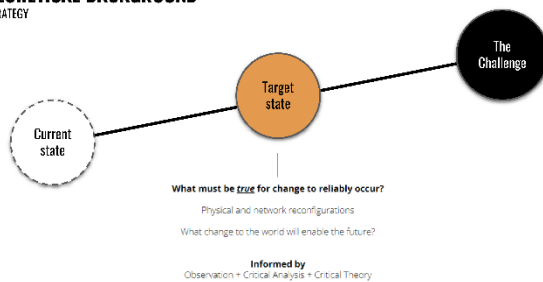 RATEGY
The
Challenge
Target
state
Current
state
What must be true for change to reliably occur?
Physical and network reconfigurations
What change to the world will enable the future?
Informed by
Observation + Critical Analysis + Critical Theory